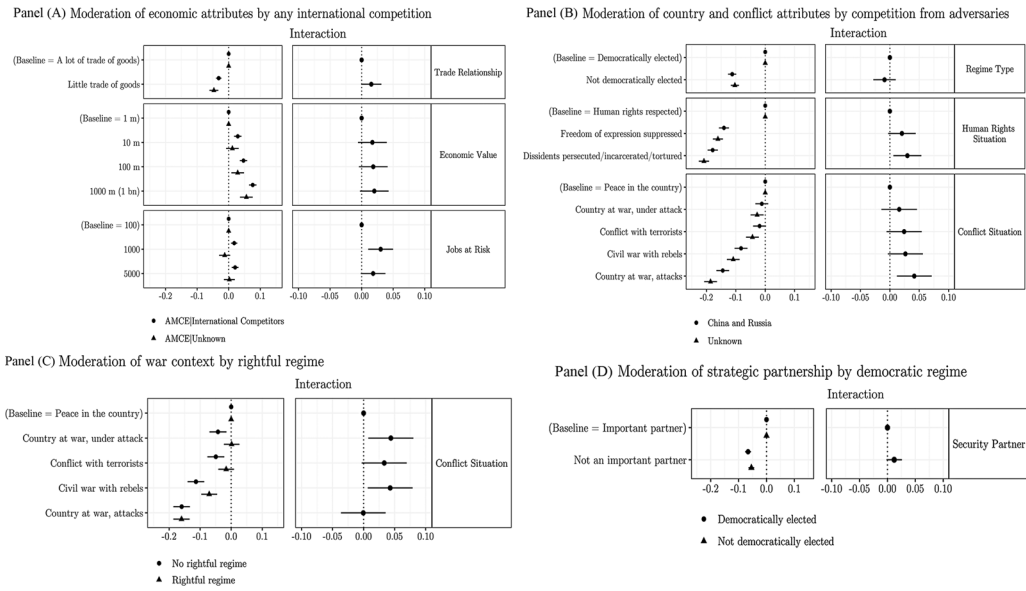 Panel (A) Moderation of economic attributes by any international competition
Interaction
(Baseline = A lot of trade of goods)
Little trade of goods
Trade Relationship
(Baseline = 1 m)
10 m
100 m
1000 m (1 bn)
Economic Value
(Baseline = 100)
1000
5000
Jobs at Risk
-0.2 -0.1 0.0 0.1 -0.10 -0.05 0.00 0.05 0.10
AMCE|International Competitors
AMCE|Unknown
Panel (B) Moderation of country and conflict attributes by competition from adversaries
Interaction
(Baseline = Democratically elected)
Not democratically elected
Regime Type
(Baseline = Human rights respected)
Freedom of expression suppressed
Dissidents persecuted/incarcerated/tortured
Human Rights
Situation
(Baseline = Peace in the country)
Country at war, under attack
Conflict with terrorists
Civil war with rebels
Country at war, attacks
Conflict Situation
-0.2 -0.1 0.0 0.1 -0.10 -0.05 0.00 0.05 0.10
China and Russia
Unknown
Panel (C) Moderation of war context by rightful regime
Interaction
(Baseline = Peace in the country)
Country at war, under attack
Conflict with terrorists
Civil war with rebels
Country at war, attacks
Conflict Situation
-0.2 -0.1 0.0 0.1 -0.10 -0.05 0.00 0.05 0.10
No rightful regime
Rightful regime
Panel (D) Moderation of strategic partnership by democratic regime
Interaction
(Baseline = Important partner)
Not an important partner
Security Partner
-0.2 -0.1 0.0 0.1 -0.10 -0.05 0.00 0.05 0.10
Democratically elected
Not democratically elected